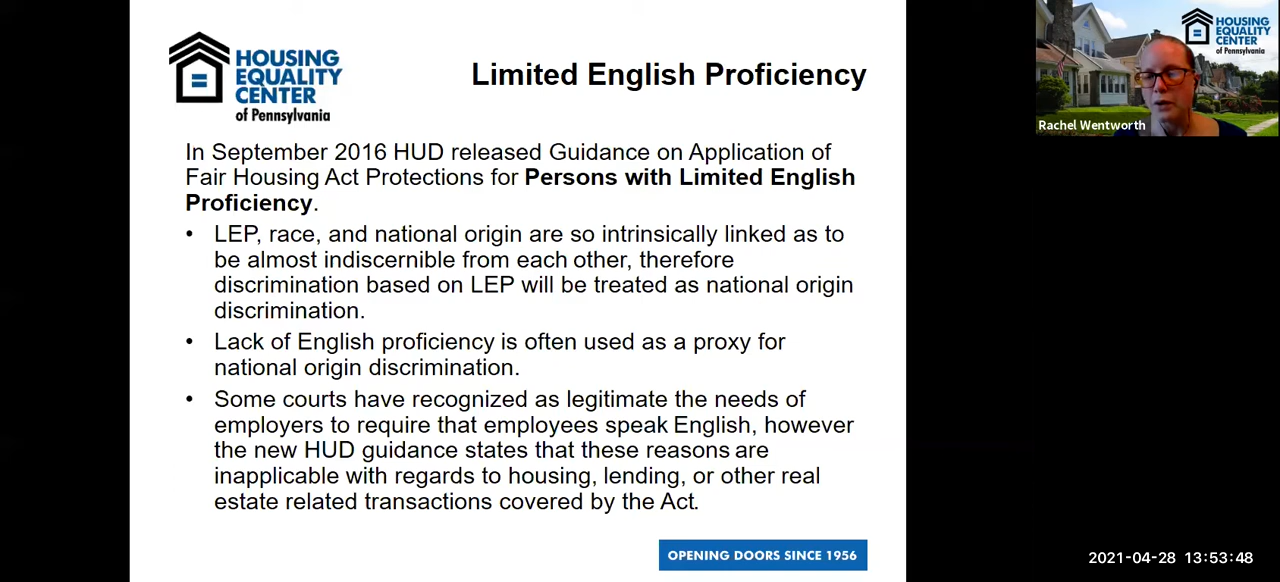 HOUSING
EQUALITY
CENTER
of Pennsylvania
Limited English Proficiency
In September 2016 HUD released Guidance on Application of
Fair Housing Act Protections for Persons with Limited English
Proficiency.
• LEP, race, and national origin are so intrinsically linked as to
be almost indiscernible from each other, therefore
discrimination based on LEP will be treated as national origin
discrimination.
• Lack of English proficiency is often used as a proxy for
national origin discrimination.
• Some courts have recognized as legitimate the needs of
employers to require that employees speak English, however
the new HUD guidance states that these reasons are
inapplicable with regards to housing, lending, or other real
estate related transactions covered by the Act.
OPENING DOORS SINCE 1956
HOUSING
EQUALITY
CENTER
of Pennsylvania
Rachel Wentworth
2021-04-28 13:53:48